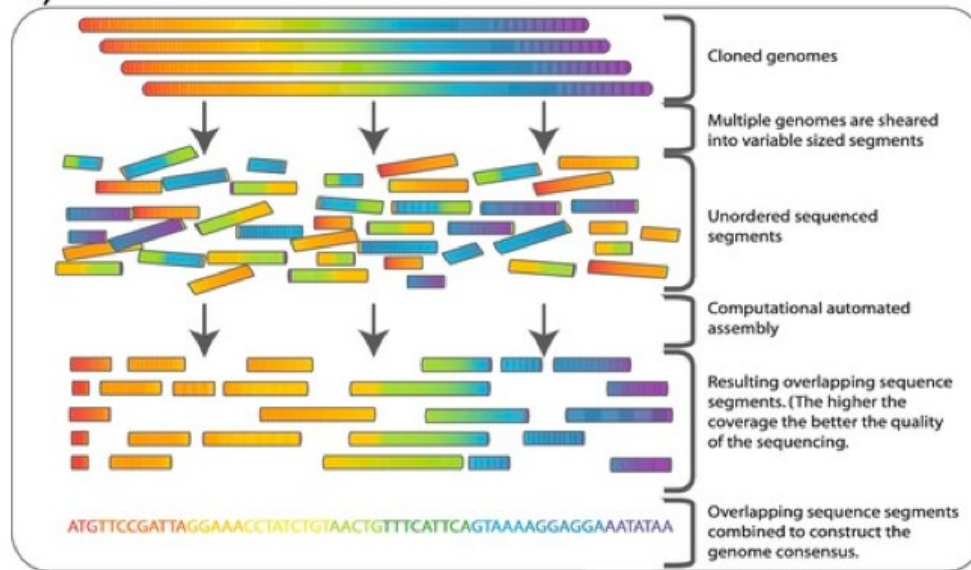 Cloned genomes
Multiple genomes are sheared
into variable sized segments
Unordered sequenced
segments
Computational automated
assembly
Resulting overlapping sequence
segments. (The higher the
coverage the better the quality
of the sequencing.
ATGTTCCGATTAGGAAACCTATCTGTAACTGTTTCATTCAGTAAAAGGAGGAAATATAA
Overlapping sequence segments
combined to construct the
genome consensus.